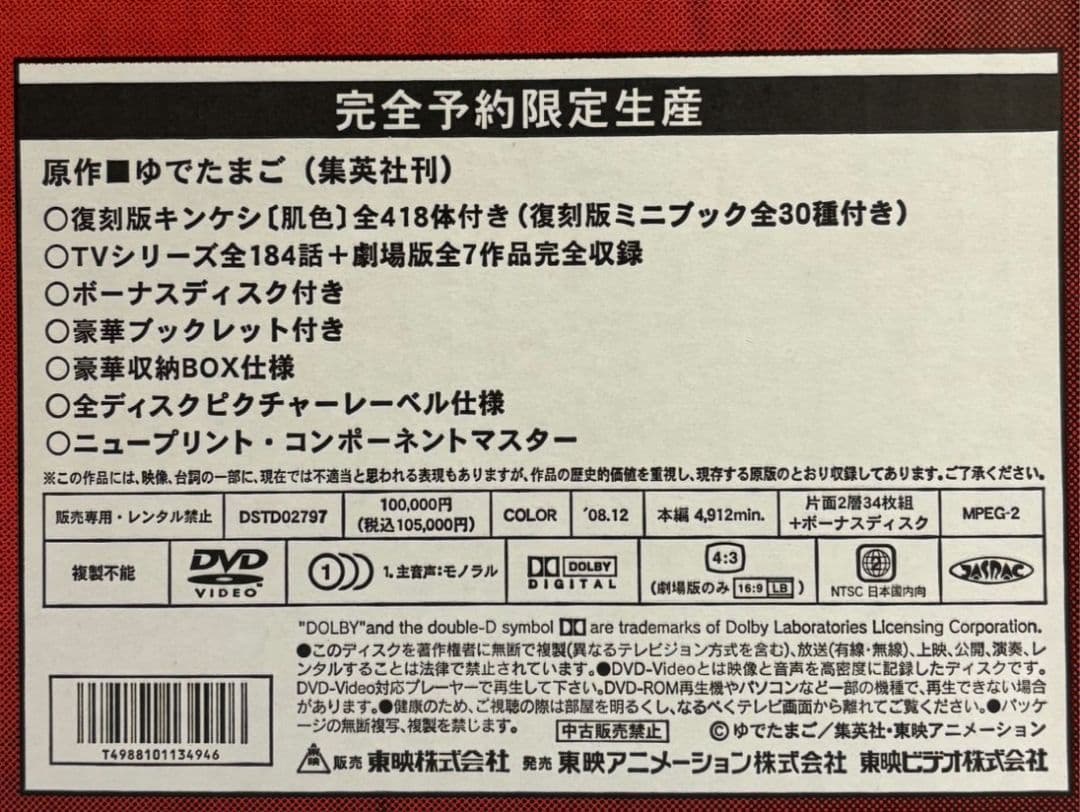 完全予約限定生産
原作■ゆでたまご（集英社刊）
○復刻版キンケシ〔肌色〕全418体付き（復刻版ミニブック全30種付き）
○TVシリーズ全184話＋劇場版全7作品完全収録
○ボーナスディスク付き
○豪華ブックレット付き
○豪華収納BOX仕様
○全ディスクピクチャーレーベル仕様
○ニュープリント・コンポーネントマスター
※この作品には、映像、台詞の一部に、現在では不適当と思われる表現もありますが、作品の歴史的価値を重視し、現存する原版のとおり収録してあります。ご了承ください。
販売専用・レンタル禁止 DSTD02797 100,000円 COLOR '08.12 本編 4,912min. 片面2層34枚組 MPEG-2
（税込105,000円） ＋ボーナスディスク
複製不能 DVD VIDEO 1 1.主音声：モノラル DOLBY DIGITAL 4:3 2 JASRAC
（劇場版のみ 16:9 LB ） NTSC 日本国内向
"DOLBY"and the double-D symbol are trademarks of Dolby Laboratories Licensing Corporation.
●このディスクを著作権者に無断で複製(異なるテレビジョン方式を含む)、放送(有線・無線)、上映、公開、演奏、レ
ンタルすることは法律で禁止されています。●DVD-Videoとは映像と音声を高密度に記録したディスクです。
DVD-Video対応プレーヤーで再生して下さい。DVD-ROM再生機やパソコンなど一部の機種で、再生できない場合
があります。●健康のため、ご視聴の際は部屋を明るくし、なるべくテレビ画面から離れてご覧ください。●パッケ
ージの無断複写、複製を禁じます。 中古販売禁止 ©ゆでたまご／集英社・東映アニメーション
T4988101134946
販売 東映株式会社 発売 東映アニメーション株式会社 東映ビデオ株式会社